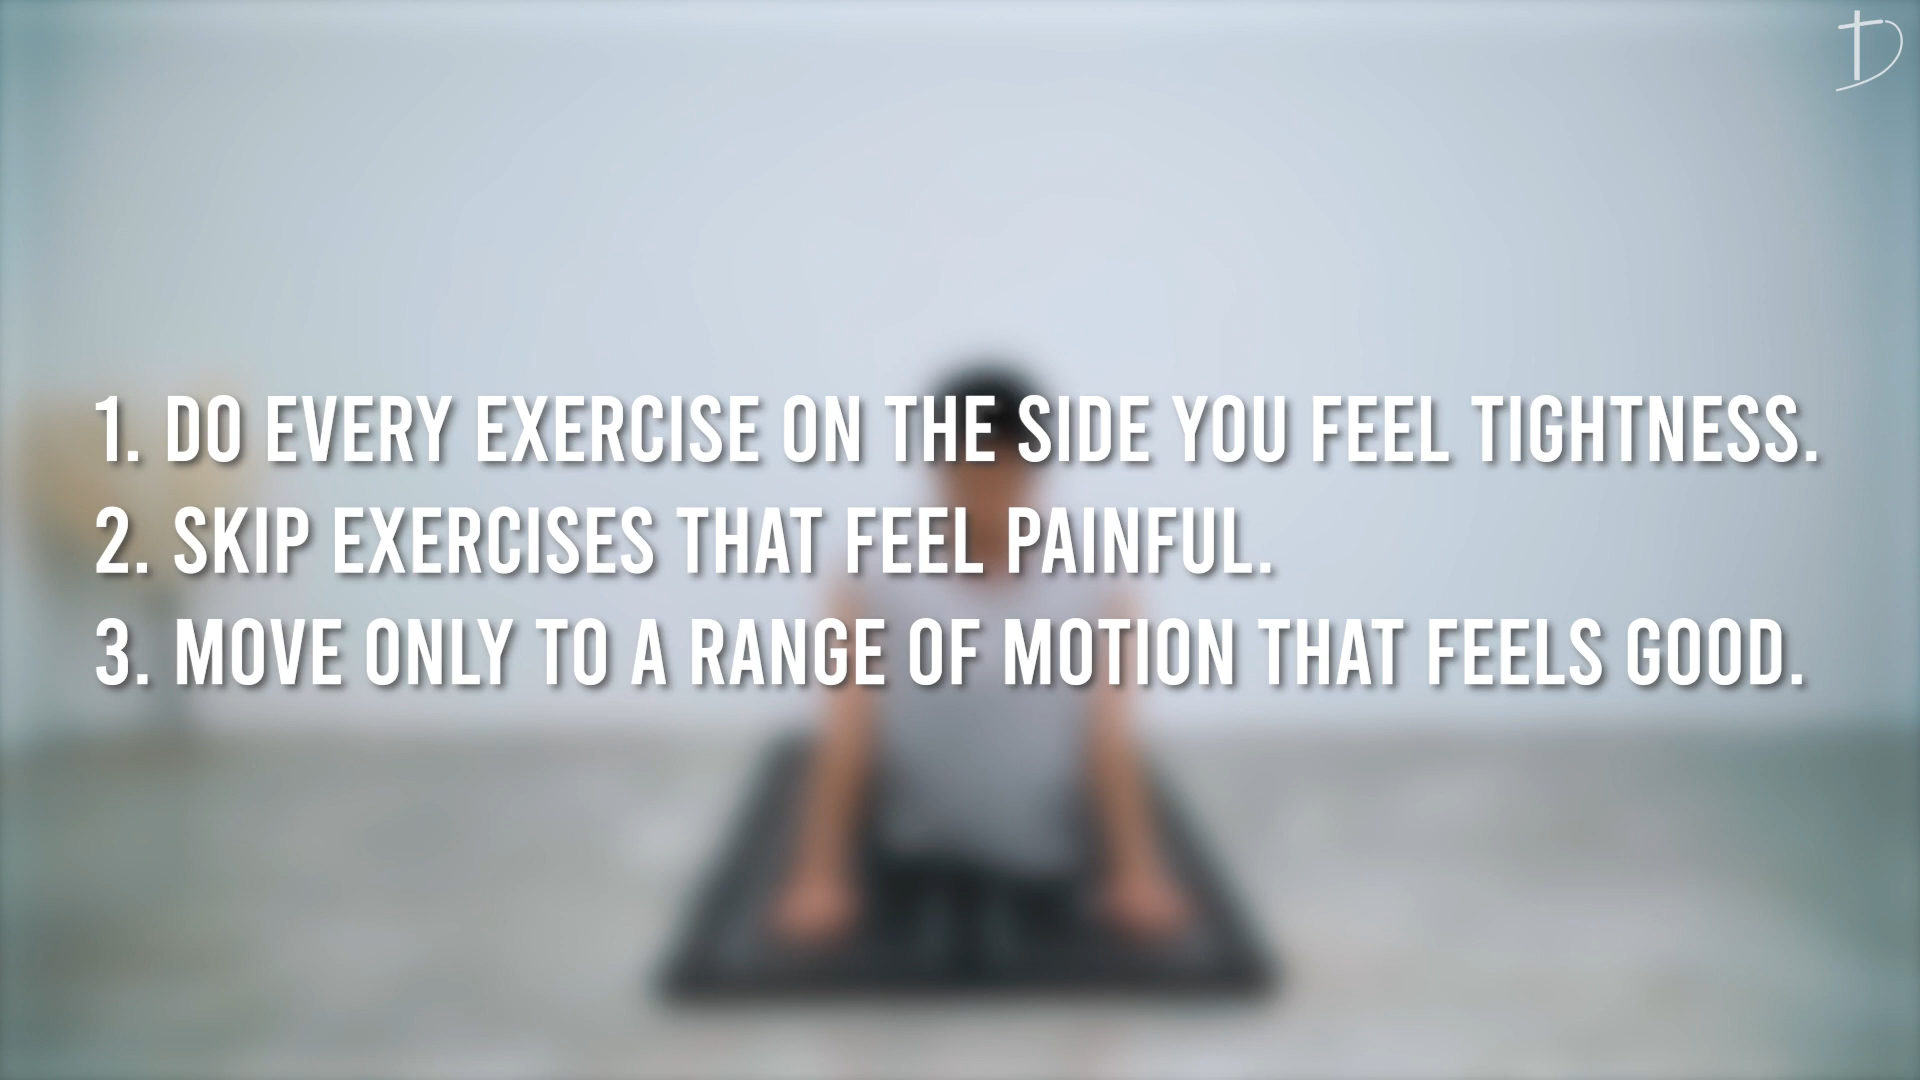 1. DO EVERY EXERCISE ON THE SIDE YOU FEEL TIGHTNESS.
2. SKIP EXERCISES THAT FEEL PAINFUL.
3. MOVE ONLY TO A RANGE OF MOTION THAT FEELS GOOD.